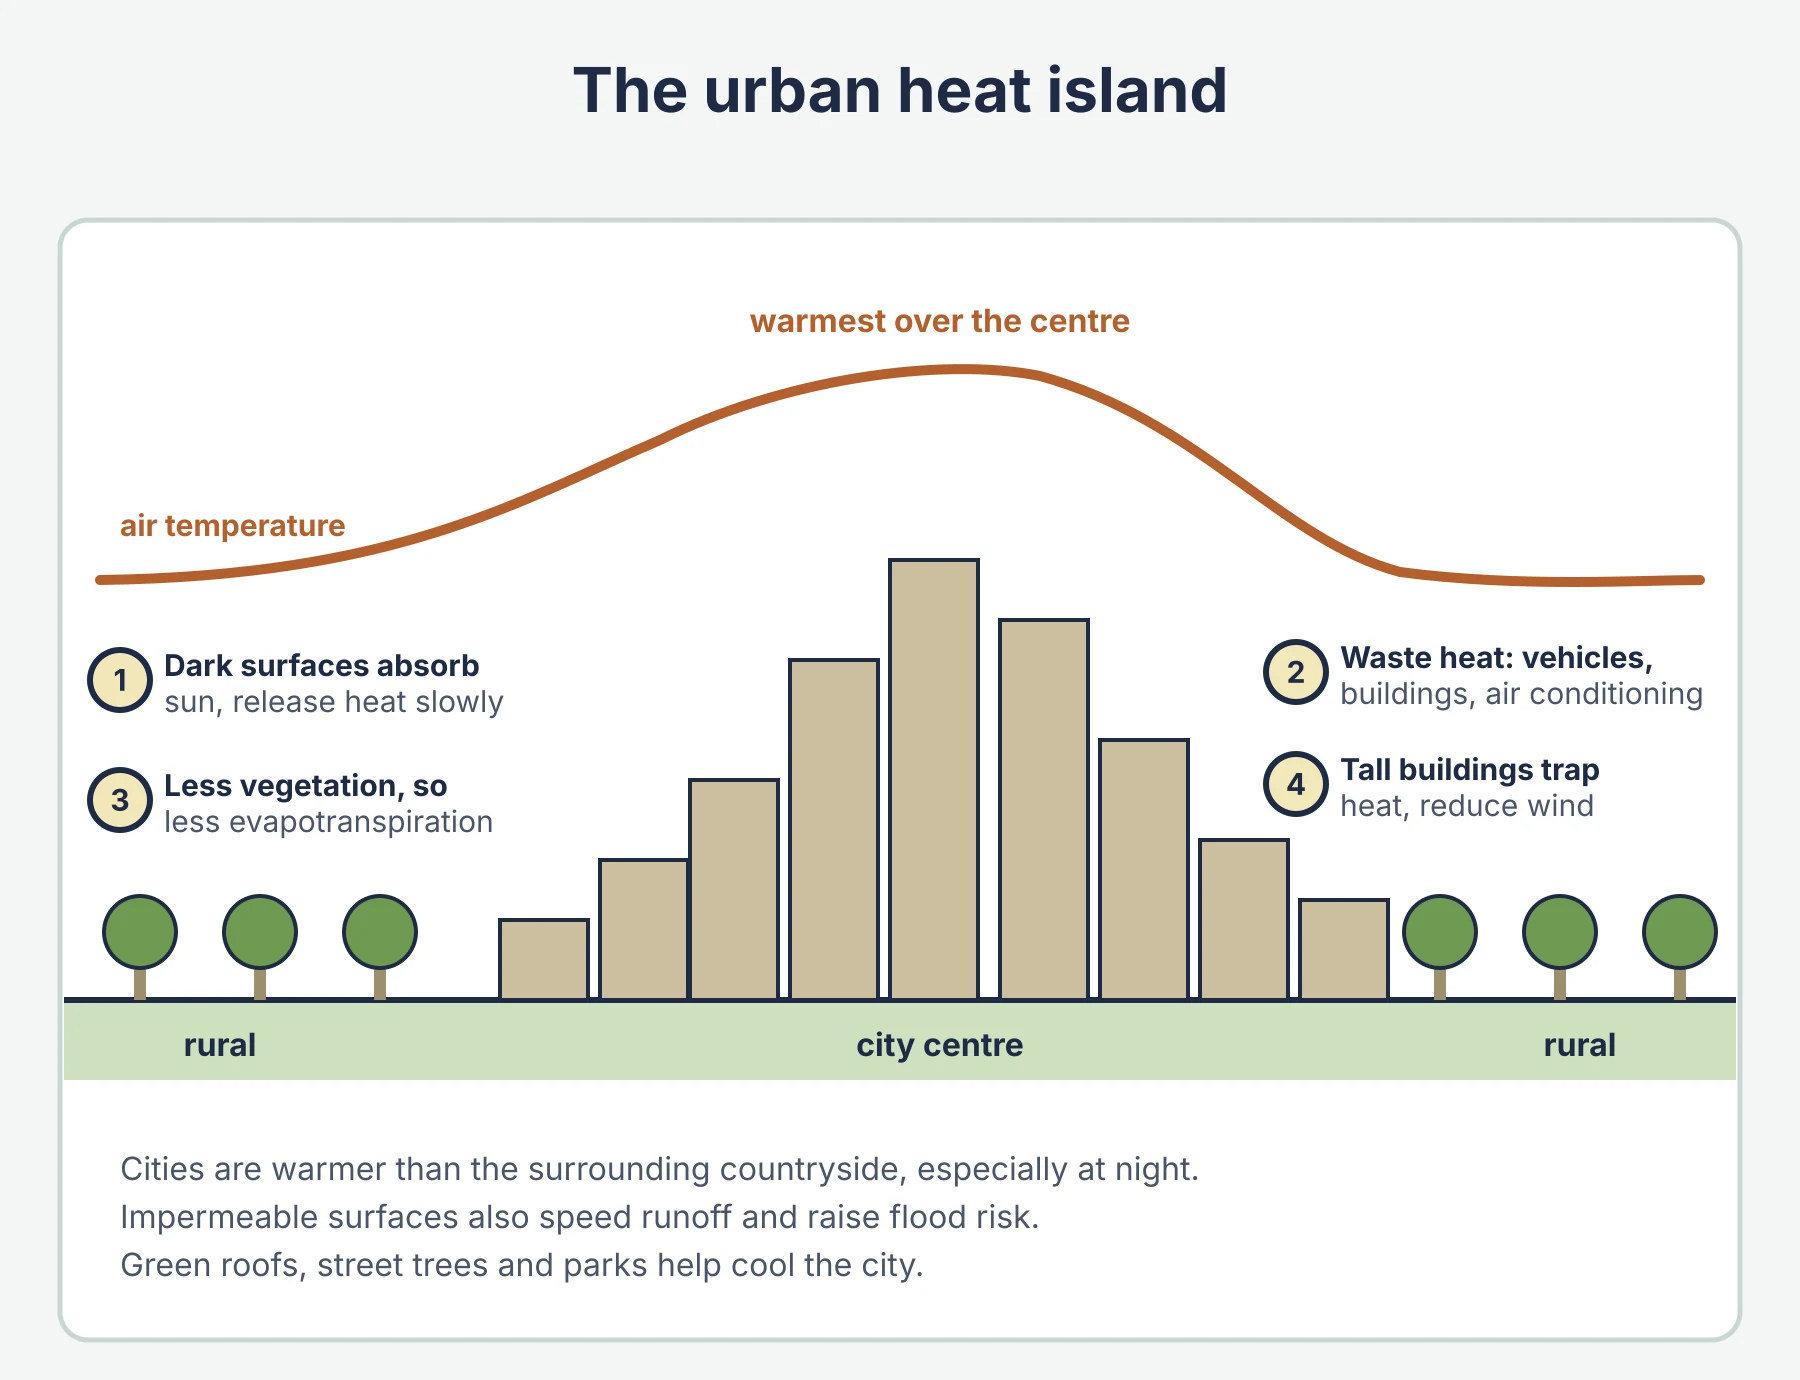 The urban heat island
warmest over the centre
air temperature
1
Dark surfaces absorb
sun, release heat slowly
2
Waste heat: vehicles,
buildings, air conditioning
3
Less vegetation, so
less evapotranspiration
4
Tall buildings trap
heat, reduce wind
rural
city centre
rural
Cities are warmer than the surrounding countryside, especially at night.
Impermeable surfaces also speed runoff and raise flood risk.
Green roofs, street trees and parks help cool the city.